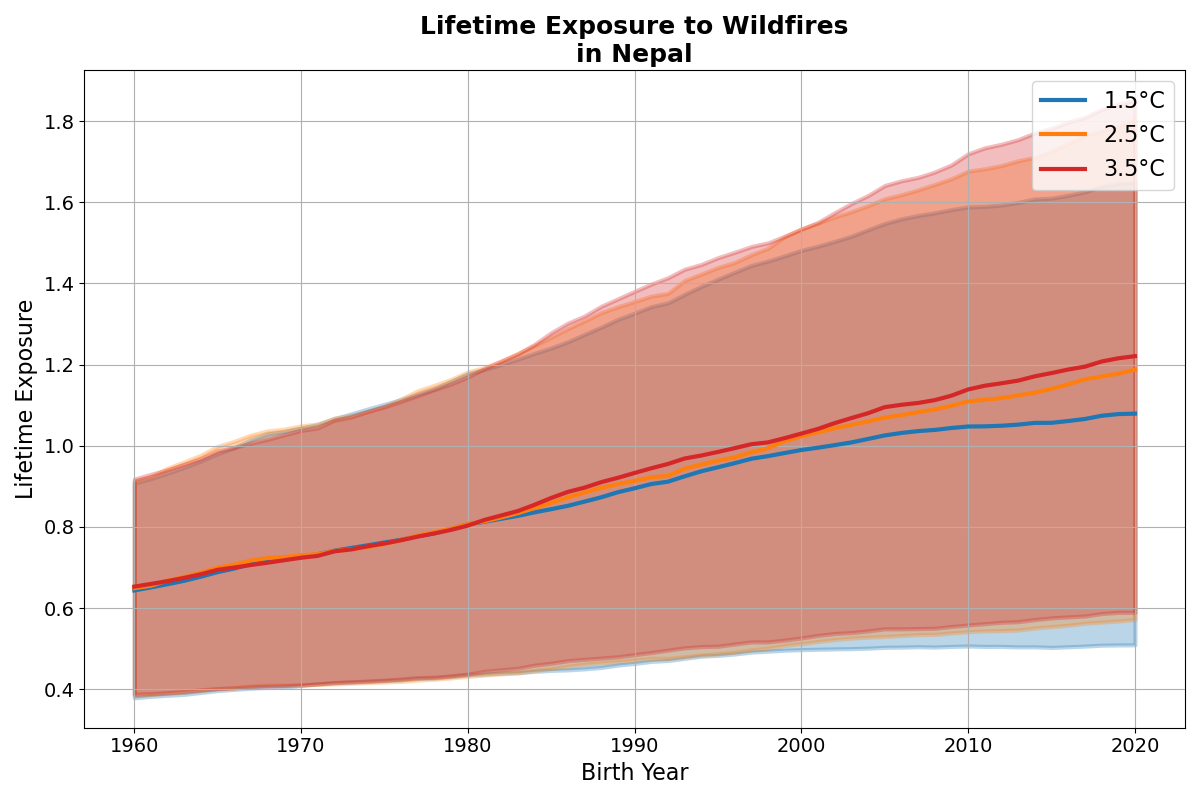 Lifetime Exposure to Wildfires
in Nepal
1.5°C
2.5°C
3.5°C
Lifetime Exposure
1.8
1.6
1.4
1.2
1.0
0.8
0.6
0.4
1960 1970 1980 1990 2000 2010 2020
Birth Year